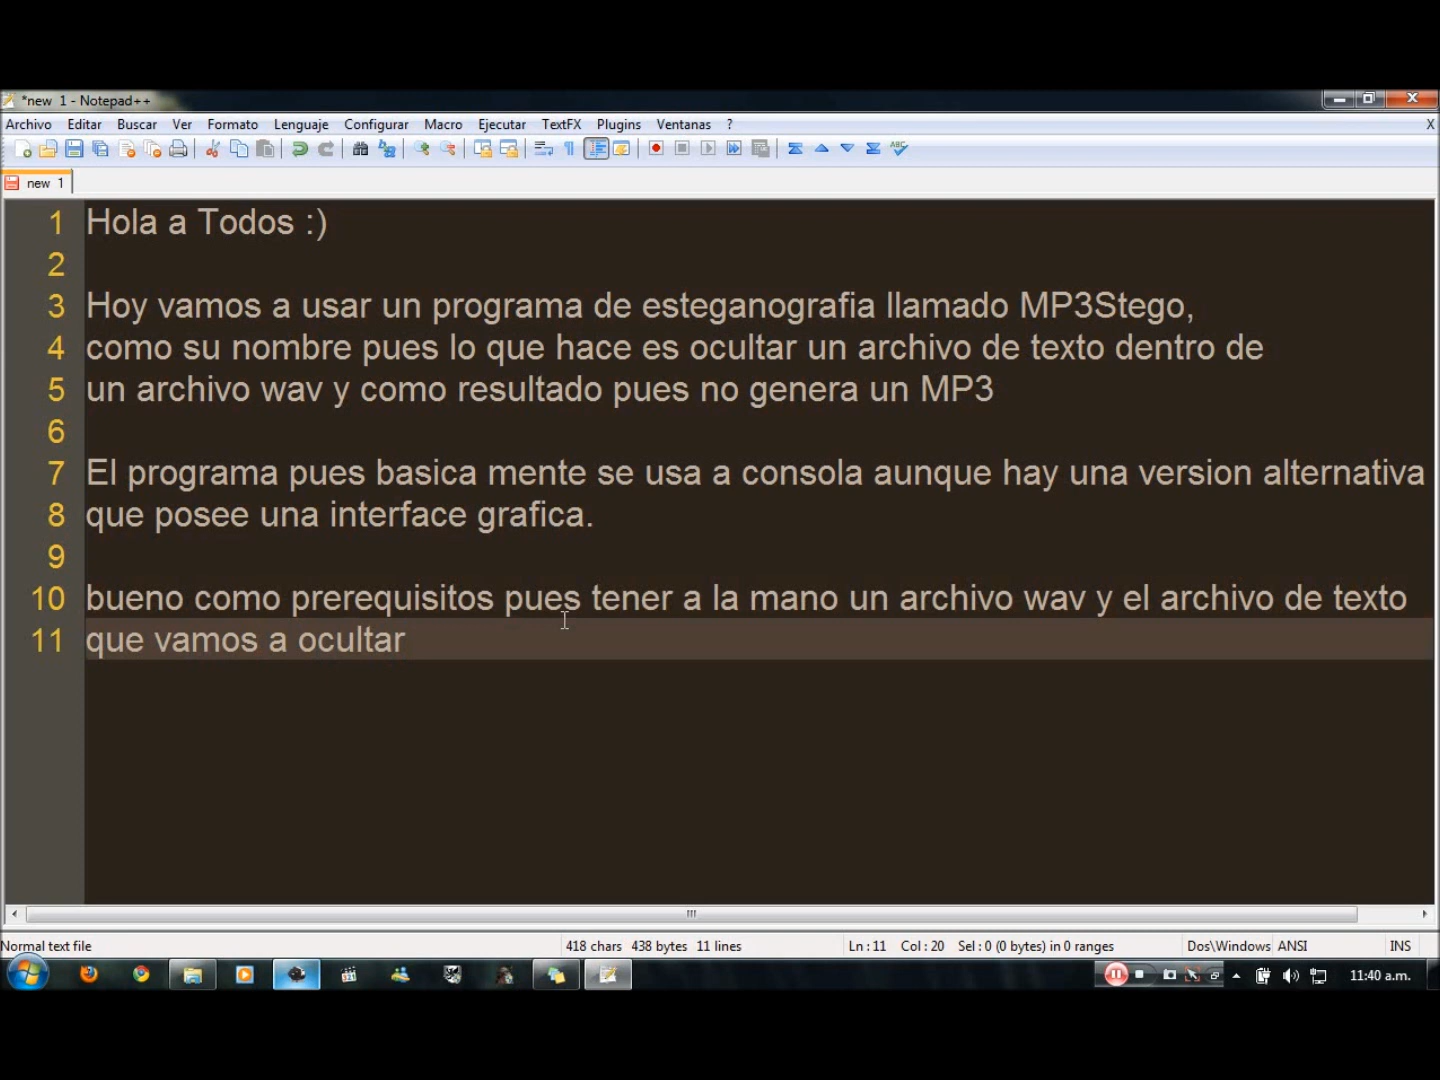 *new 1 - Notepad++
Archivo Editar Buscar Ver Formato Lenguaje Configurar Macro Ejecutar TextFX Plugins Ventanas ? X
new 1
1 Hola a Todos :)
2
3 Hoy vamos a usar un programa de esteganografia llamado MP3Stego,
4 como su nombre pues lo que hace es ocultar un archivo de texto dentro de
5 un archivo wav y como resultado pues no genera un MP3
6
7 El programa pues basica mente se usa a consola aunque hay una version alternativa
8 que posee una interface grafica.
9
10 bueno como prerequisitos pues tener a la mano un archivo wav y el archivo de texto
11 que vamos a ocultar
Normal text file 418 chars 438 bytes 11 lines Ln : 11 Col : 20 Sel : 0 (0 bytes) in 0 ranges Dos\Windows ANSI INS
11:40 a.m.